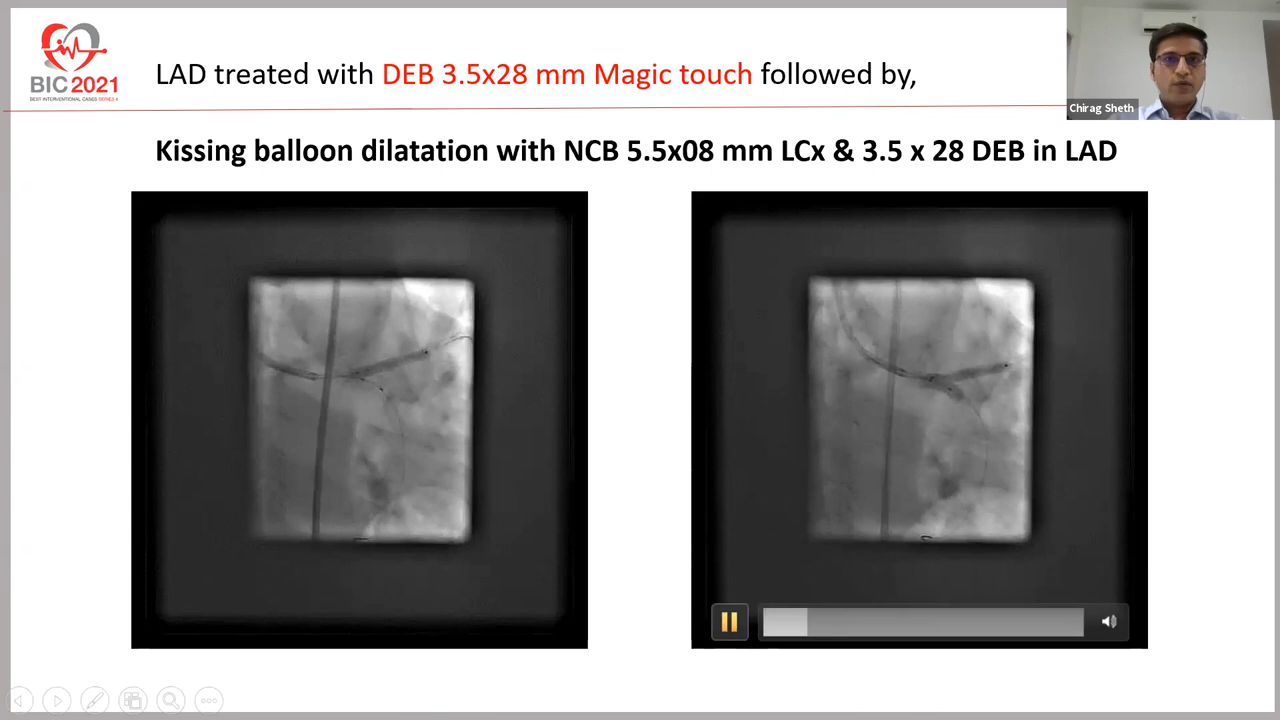 BIC 2021
BEST INTERVENTIONAL CASES SERIES 4
LAD treated with DEB 3.5x28 mm Magic touch followed by,
Chirag Sheth
Kissing balloon dilatation with NCB 5.5x08 mm LCx & 3.5 x 28 DEB in LAD